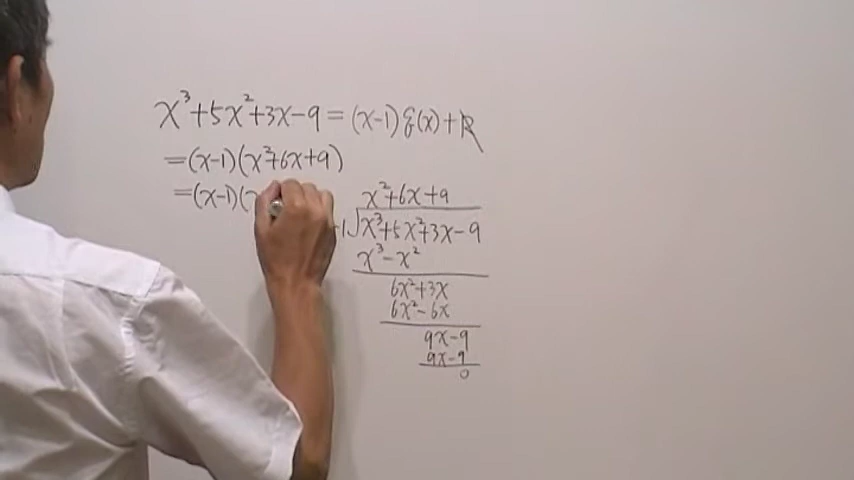 x³+5x²+3x-9=(x-1)g(x)+R
=(x-1)(x²+6x+9)
=(x-1)(x
x²+6x+9
-1)x³+5x²+3x-9
x³-x²
6x²+3x
6x²-6x
9x-9
9x-9
0